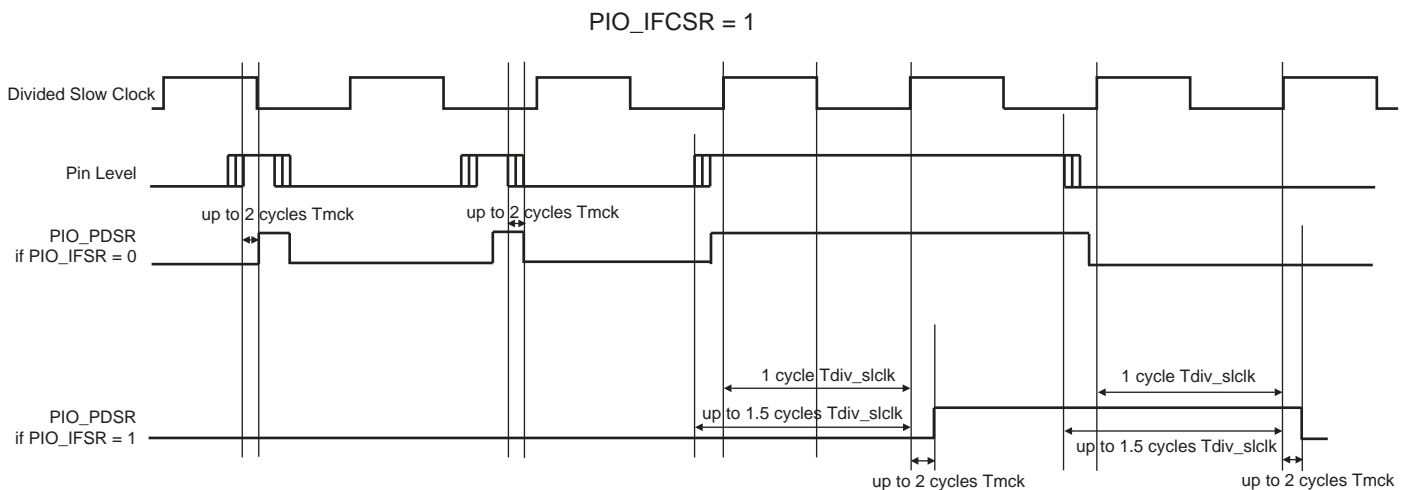 PIO_IFCSR = 1
Divided Slow Clock
Pin Level
up to 2 cycles Tmck
up to 2 cycles Tmck
PIO_PDSR
if PIO_IFSR = 0
1 cycle Tdiv_slclk
1 cycle Tdiv_slclk
PIO_PDSR
if PIO_IFSR = 1
up to 1.5 cycles Tdiv_slclk
up to 1.5 cycles Tdiv_slclk
up to 2 cycles Tmck
up to 2 cycles Tmck